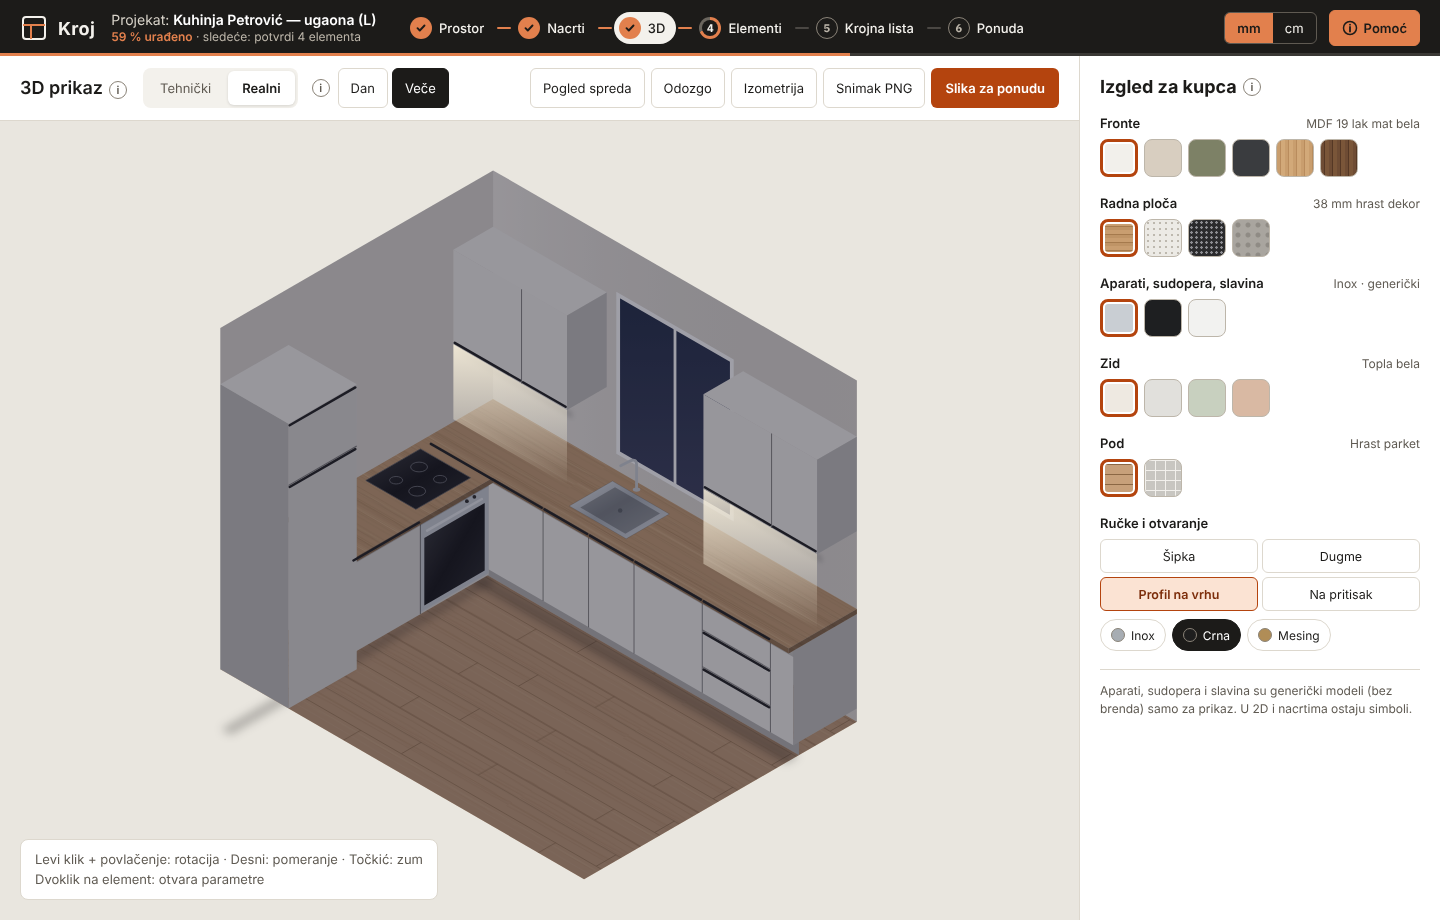 Kroj
Projekat: Kuhinja Petrović — ugaona (L)
59 % urađeno · sledeće: potvrdi 4 elementa
Prostor
Nacrti
3D
4 Elementi
5 Krojna lista
6 Ponuda
mm
cm
Pomoć
3D prikaz
Tehnički
Realni
Dan
Veče
Pogled spreda
Odozgo
Izometrija
Snimak PNG
Slika za ponudu
Izgled za kupca
Fronte
MDF 19 lak mat bela
Radna ploča
38 mm hrast dekor
Aparati, sudopera, slavina
Inox · generički
Zid
Topla bela
Pod
Hrast parket
Ručke i otvaranje
Šipka
Dugme
Profil na vrhu
Na pritisak
Inox
Crna
Mesing
Aparati, sudopera i slavina su generički modeli (bez
brenda) samo za prikaz. U 2D i nacrtima ostaju simboli.
Levi klik + povlačenje: rotacija · Desni: pomeranje · Točkić: zum
Dvoklik na element: otvara parametre